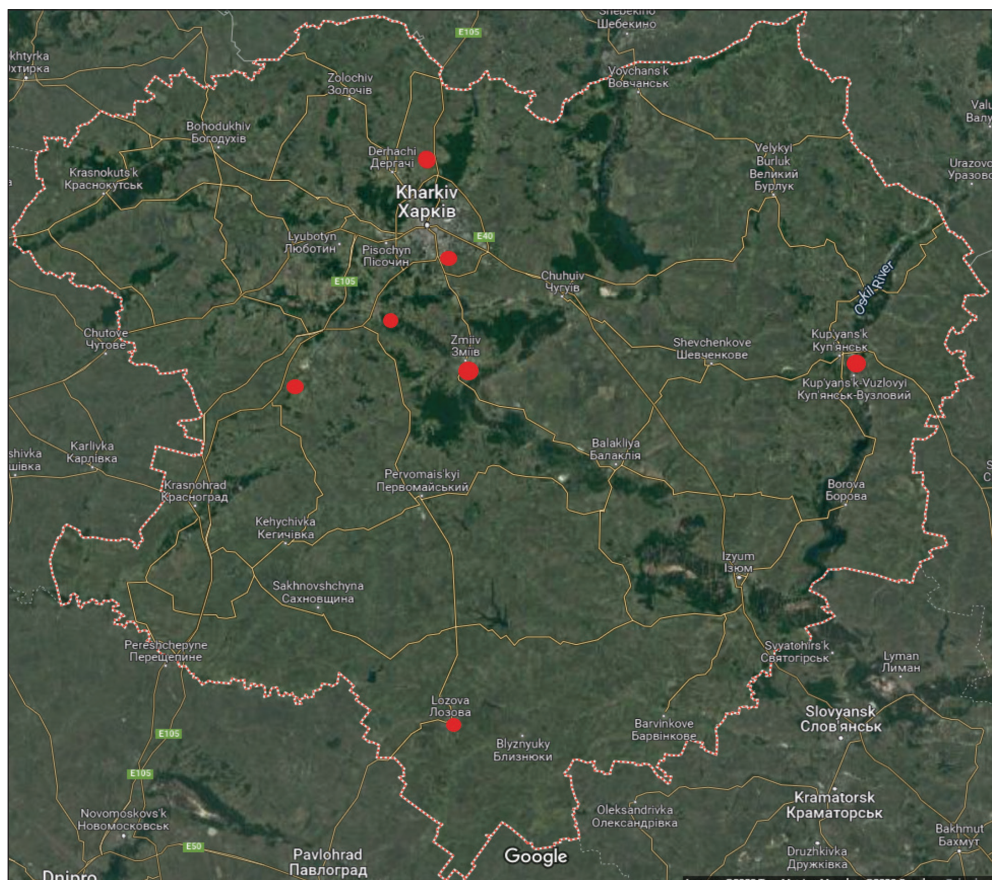 Shebekino
Шебекино
E105
khtyrka
хтирка
Zolochiv
Золочів
Vovchans'k
Вовчанськ
Valu
Валу
Bohodukhiv
Богодухів
Derhachi
Дергачі
Velykyi
Burluk
Великий
Бурлук
Urazovo
Уразово
Krasnokuts'k
Краснокутськ
Kharkiv
Харків
Lyubotyn
Люботин
Pisochyn
Пісочин
E40
E105
Chuhuiv
Чугуїв
Oskil River
Chutove
Чутове
Zmiiv
Зміїв
Shevchenkove
Шевченкове
Kup'yans'k
Куп'янськ
Kup'yans'k-Vuzlovyi
Куп'янськ-Вузловий
shivka
шівка
Karlivka
Карлівка
Balakliya
Балаклія
Krasnohrad
Красноград
Pervomais'kyi
Первомайський
Borova
Борова
Kehychivka
Кегичівка
Izyum
Ізюм
Sakhnovshchyna
Сахновщина
Pereshchepyne
Перещепине
Svyatohirs'k
Святогірськ
Lyman
Лиман
Lozova
Лозова
Slovyansk
Слов'янськ
E105
Barvinkove
Барвінкове
Blyznyuky
Близнюки
E105
Kramatorsk
Краматорськ
Novomoskovs'k
Новомосковськ
Oleksandrivka
Олександрівка
Bakhmut
Бахмут
E50
Pavlohrad
Павлоград
Google
Druzhkivka
Дружківка
Dnipro